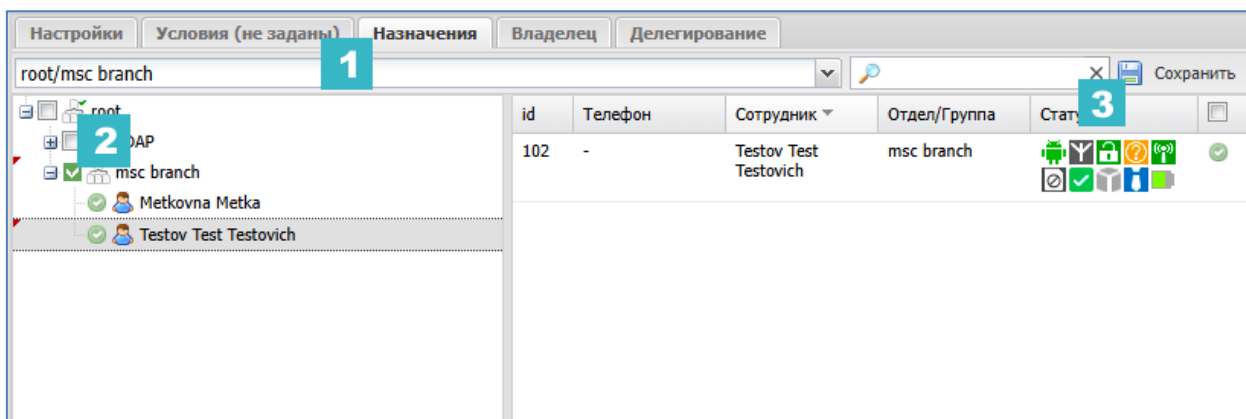 Настройки Условия (не заданы) Назначения Владелец Делегирование
1
root/msc branch Сохранить
3
root id Телефон Сотрудник Отдел/Группа
2
102 - Testov Test Testovich msc branch
msc branch
Metkovna Metka
Testov Test Testovich